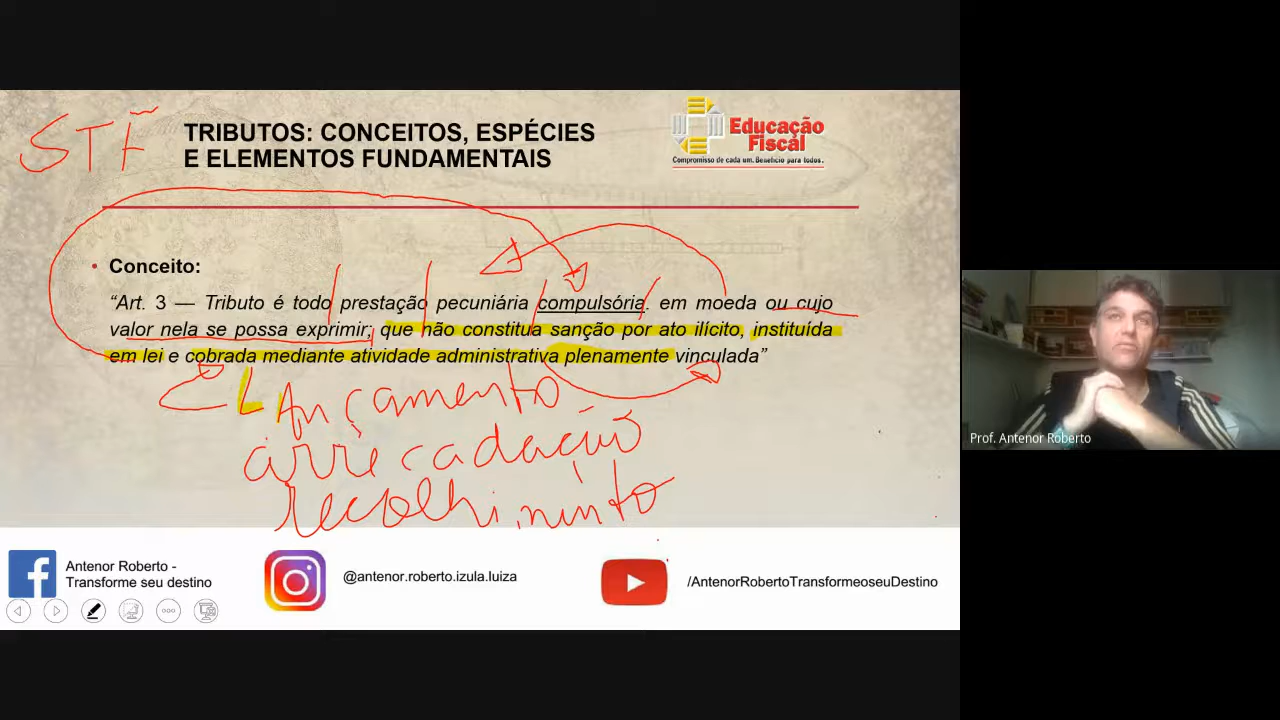 STF
TRIBUTOS: CONCEITOS, ESPÉCIES
E ELEMENTOS FUNDAMENTAIS
Educação
Fiscal
Compromisso de cada um. Benefício para todos.
• Conceito:
“Art. 3 — Tributo é todo prestação pecuniária compulsória. em moeda ou cujo
valor nela se possa exprimir, que não constitua sanção por ato ilícito, instituída
em lei e cobrada mediante atividade administrativa plenamente vinculada”
Lançamento
arrecadação
recolhimento
Prof. Antenor Roberto
Antenor Roberto -
Transforme seu destino
@antenor.roberto.izula.luiza
/AntenorRobertoTransformeoseuDestino